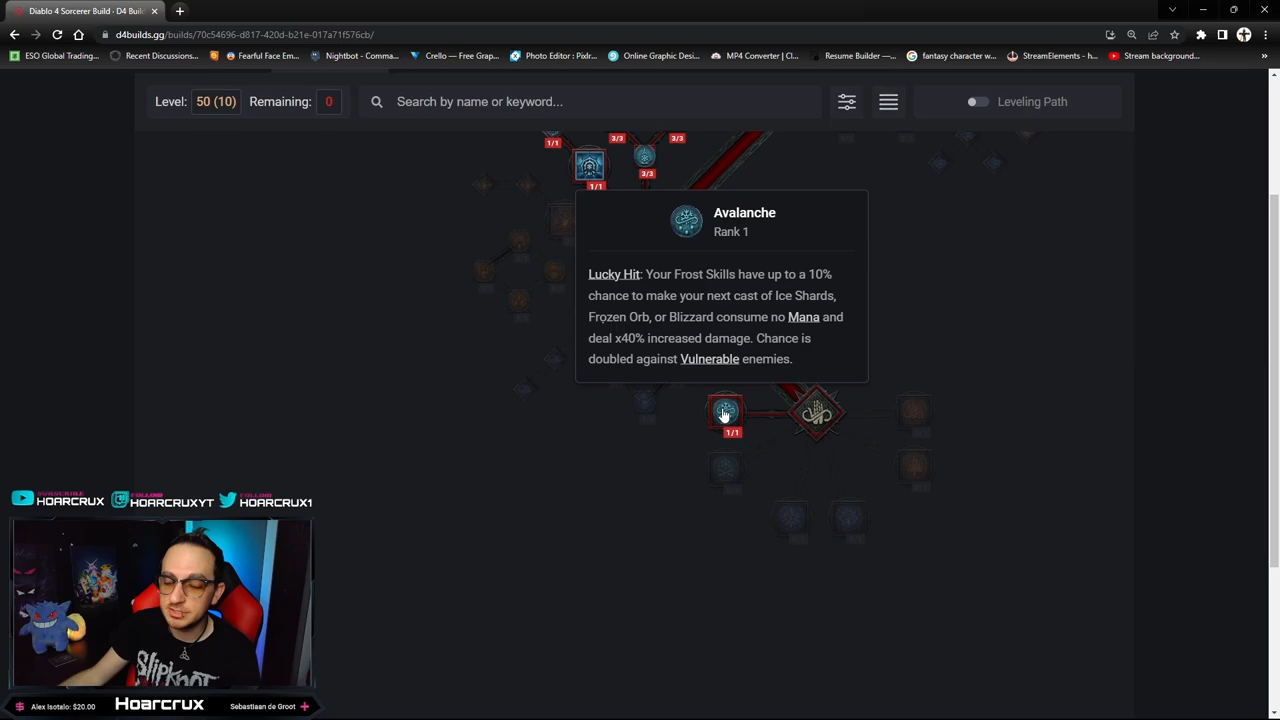 Diablo 4 Sorcerer Build - D4 Buil
d4builds.gg/builds/70c54696-d817-420d-b21e-017a71f576cb/
ESO Global Trading...
Recent Discussions...
Fearful Face Em...
Nightbot - Comma...
Crello — Free Grap...
Photo Editor : Pixlr...
Online Graphic Desi...
MP4 Converter | Cl...
Resume Builder —...
fantasy character w...
StreamElements - h...
Stream background...
»
Level: 50 (10) Remaining: 0
Search by name or keyword...
Leveling Path
1/1
3/3
3/3
3/3
1/1
Avalanche
Rank 1
Lucky Hit: Your Frost Skills have up to a 10%
chance to make your next cast of Ice Shards,
Frozen Orb, or Blizzard consume no Mana and
deal x40% increased damage. Chance is
doubled against Vulnerable enemies.
1/1
HOARCRUX
HOARCRUXYT
HOARCRUX1
SLIPKNOT
Alex Isotalo: $20.00
Hoarcrux
Sebastiaan de Groot